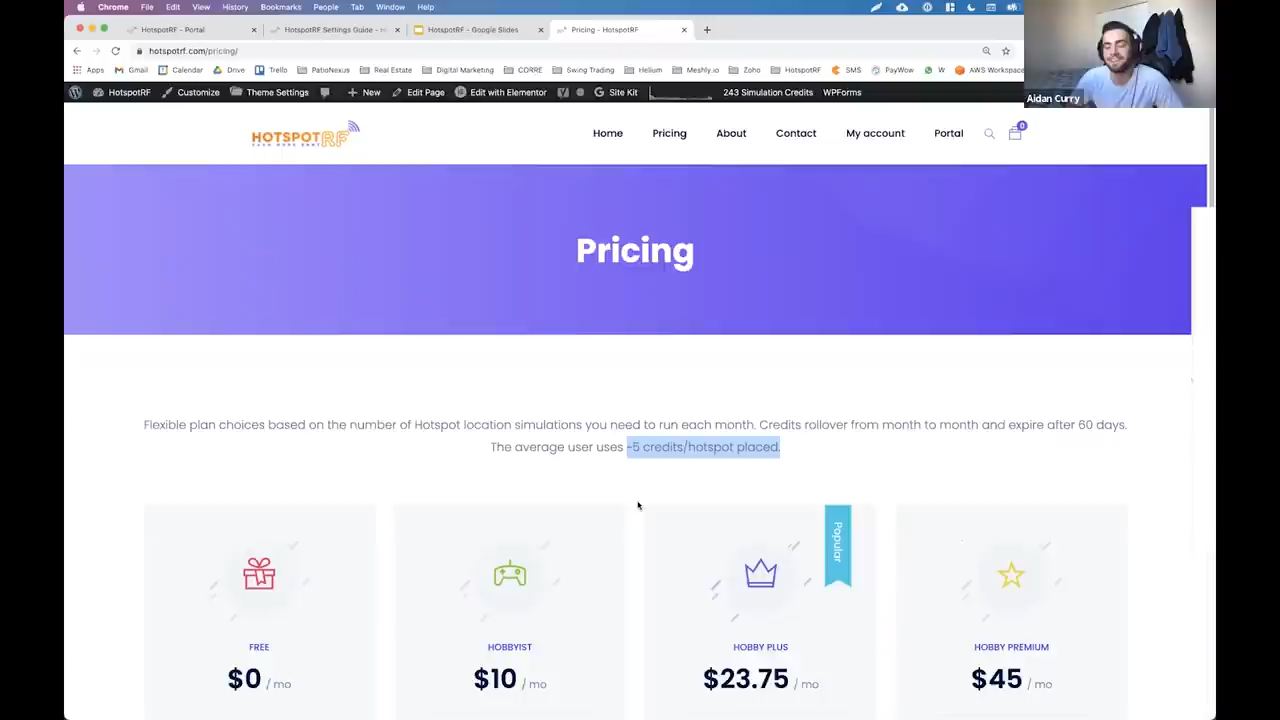 Chrome File Edit View History Bookmarks People Tab Window Help
HotspotRF - Portal
HotspotRF Settings Guide - H
HotspotRF - Google Slides
Pricing - HotspotRF
hotspotrf.com/pricing/
Apps Gmail Calendar Drive Trello PatioNexus Real Estate Digital Marketing CORRE Swing Trading Helium Meshly.io Zoho HotspotRF SMS PayWow W AWS Workspace
Aidan Curry
HotspotRF Customize Theme Settings New Edit Page Edit with Elementor Site Kit 243 Simulation Credits WPForms
HOTSPOTRF
Home Pricing About Contact My account Portal 0
Pricing
Flexible plan choices based on the number of Hotspot location simulations you need to run each month. Credits rollover from month to month and expire after 60 days.
The average user uses ~5 credits/hotspot placed.
Popular
FREE HOBBYIST HOBBY PLUS HOBBY PREMIUM
$0 / mo $10 / mo $23.75 / mo $45 / mo